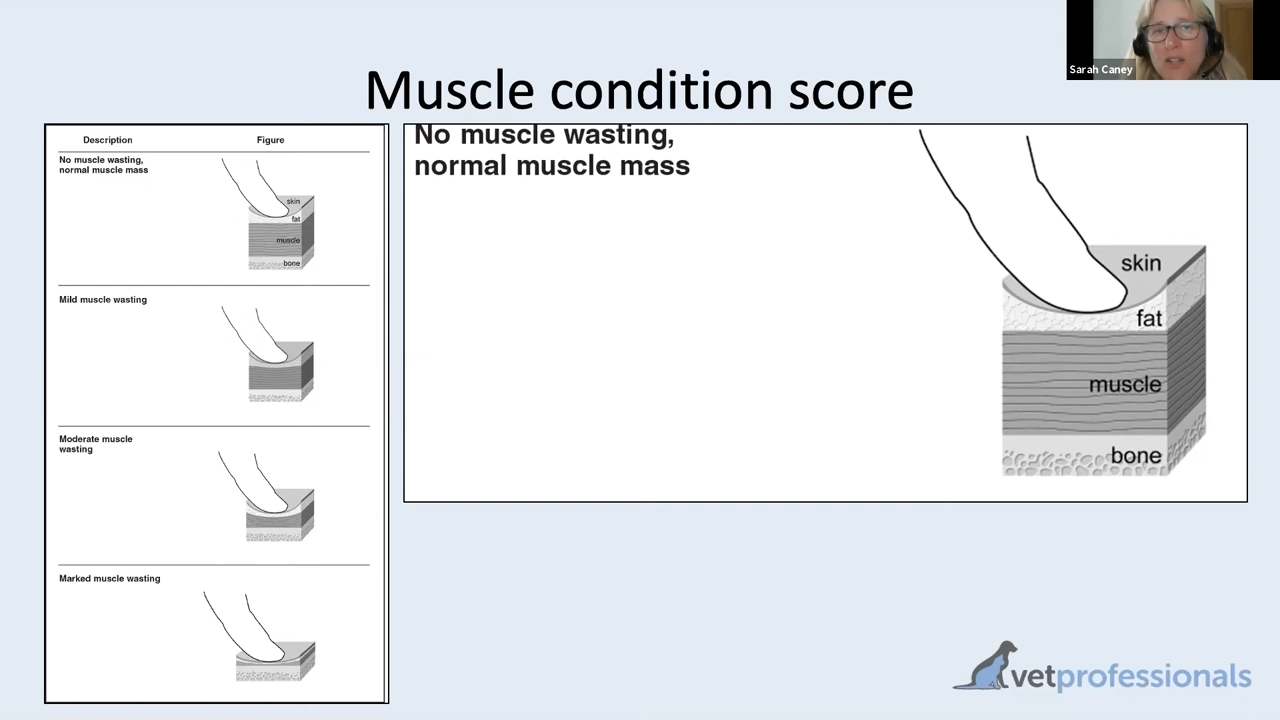 Sarah Caney
Muscle condition score
Description Figure
No muscle wasting,
normal muscle mass
skin
fat
muscle
bone
Mild muscle wasting
Moderate muscle
wasting
Marked muscle wasting
No muscle wasting,
normal muscle mass
skin
fat
muscle
bone
vetprofessionals